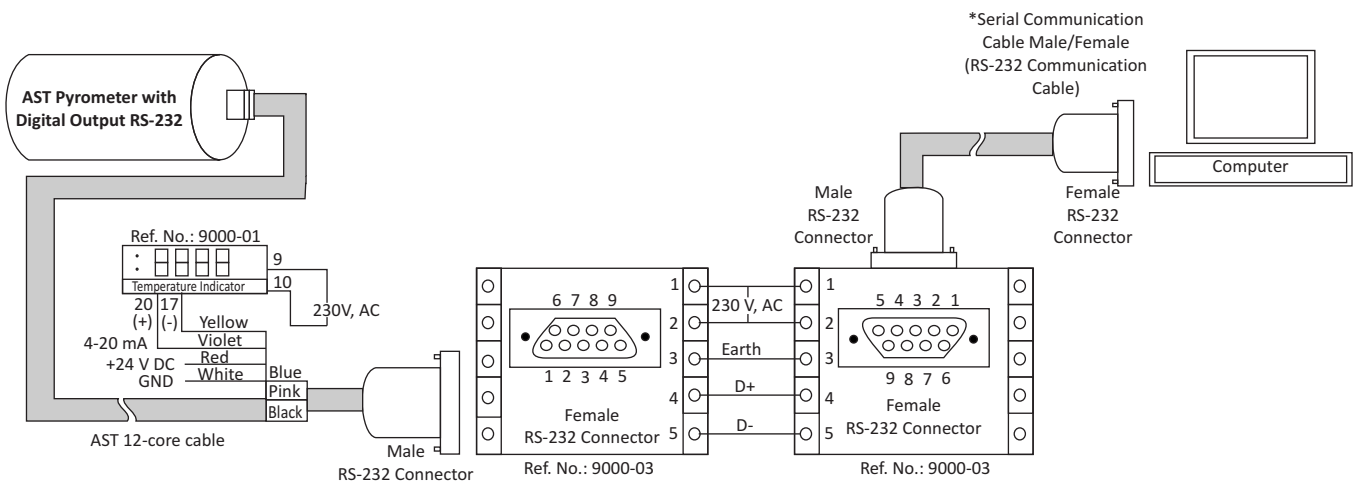 *Serial Communication
Cable Male/Female
(RS-232 Communication
Cable)
AST Pyrometer with
Digital Output RS-232
Computer
Male
RS-232
Connector
Female
RS-232
Connector
Ref. No.: 9000-01
9
10
Temperature Indicator
20 17
(+) (-)
230V, AC
Yellow
Violet
4-20 mA
Red
+24 V DC
White
GND
Blue
Pink
Black
AST 12-core cable
Male
RS-232 Connector
6 7 8 9
1 2 3 4 5
Female
RS-232 Connector
1
2
3
4
5
Ref. No.: 9000-03
230 V, AC
Earth
D+
D-
1
2
3
4
5
5 4 3 2 1
9 8 7 6
Female
RS-232 Connector
Ref. No.: 9000-03